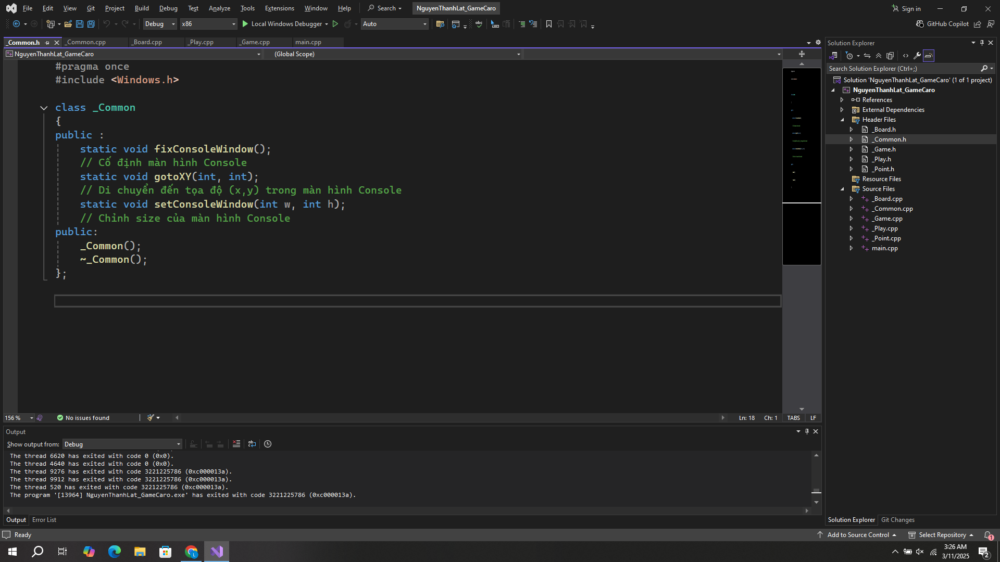 File Edit View Git Project Build Debug Test Analyze Tools Extensions Window Help Search NguyenThanhLat_GameCaro Sign in
Debug x86 Local Windows Debugger Auto GitHub Copilot
_Common.h _Common.cpp _Board.cpp _Play.cpp _Game.cpp main.cpp
NguyenThanhLat_GameCaro (Global Scope)
#pragma once
#include <Windows.h>
class _Common
{
public :
static void fixConsoleWindow();
// Cố định màn hình Console
static void gotoXY(int, int);
// Di chuyển đến tọa độ (x,y) trong màn hình Console
static void setConsoleWindow(int w, int h);
// Chỉnh size của màn hình Console
public:
_Common();
~_Common();
};
156 % No issues found Ln: 18 Ch: 1 TABS LF
Output
Show output from: Debug
The thread 6620 has exited with code 0 (0x0).
The thread 4640 has exited with code 0 (0x0).
The thread 9276 has exited with code 3221225786 (0xc000013a).
The thread 9912 has exited with code 3221225786 (0xc000013a).
The thread 520 has exited with code 3221225786 (0xc000013a).
The program '[13964] NguyenThanhLat_GameCaro.exe' has exited with code 3221225786 (0xc000013a).
Output Error List
Solution Explorer
Search Solution Explorer (Ctrl+;)
Solution 'NguyenThanhLat_GameCaro' (1 of 1 project)
NguyenThanhLat_GameCaro
References
External Dependencies
Header Files
_Board.h
_Common.h
_Game.h
_Play.h
_Point.h
Resource Files
Source Files
_Board.cpp
_Common.cpp
_Game.cpp
_Play.cpp
_Point.cpp
main.cpp
Solution Explorer Git Changes
Ready Add to Source Control Select Repository 1
3:26 AM
3/11/2025
2